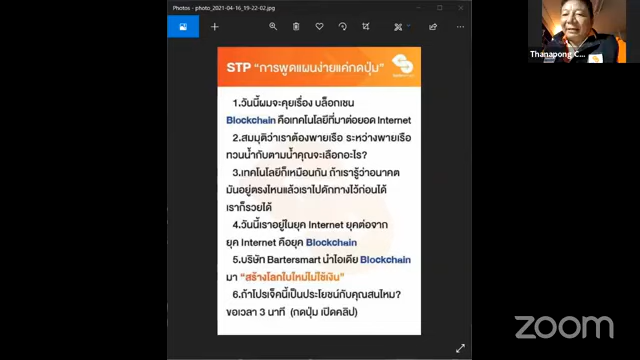 Photos - photo_2021-04-16_19-22-02.jpg
STP "การพูดแผนง่ายแค่กดปุ่ม"
1.วันนี้ผมจะคุยเรื่อง บล็อกเชน
Blockchain คือเทคโนโลยีที่มาต่อยอด Internet
2.สมมุติว่าเราต้องพายเรือ ระหว่างพายเรือ
ทวนน้ำกับตามน้ำคุณจะเลือกอะไร?
3.เทคโนโลยีก็เหมือนกัน ถ้าเรารู้ว่าอนาคต
มันอยู่ตรงไหนแล้วเราไปดักทางไว้ก่อนได้
เราก็รวยได้
4.วันนี้เราอยู่ในยุค Internet ยุคต่อจาก
ยุค Internet คือยุค Blockchain
5.บริษัท Bartersmart นำไอเดีย Blockchain
มา "สร้างโลกใบใหม่ไม่ใช้เงิน"
6.ถ้าโปรเจ็คนี้เป็นประโยชน์กับคุณสนไหม?
ขอเวลา 3 นาที (กดปุ่ม เปิดคลิป)
Thanapong C...
zoom